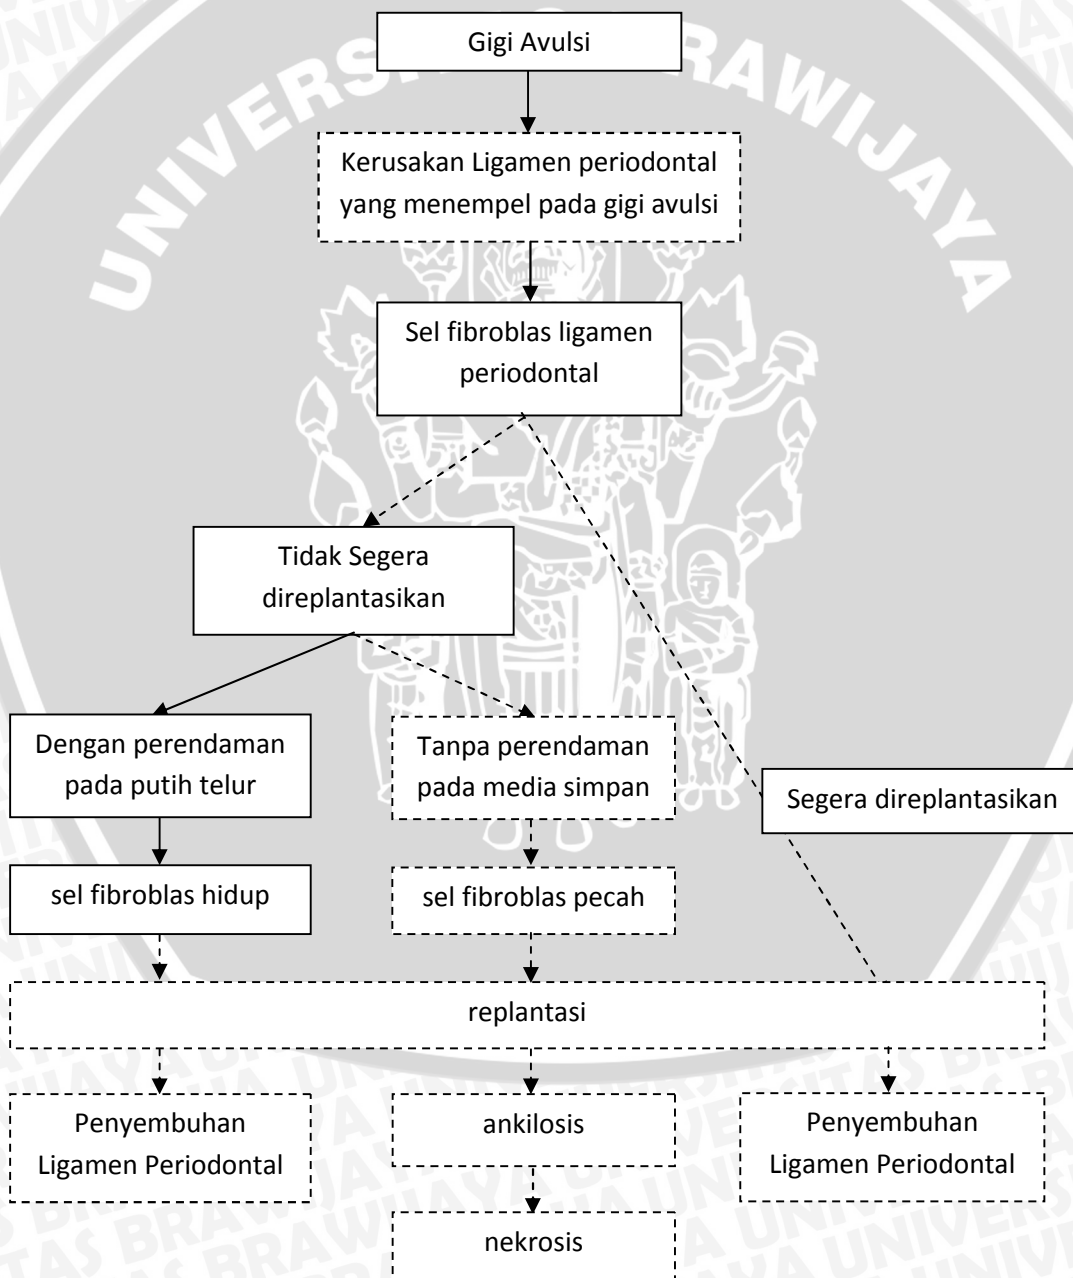 UNIVERSITAS BRAWIJAYA
Gigi Avulsi
Kerusakan Ligamen periodontal
yang menempel pada gigi avulsi
Sel fibroblas ligamen
periodontal
Tidak Segera
direplantasikan
Dengan perendaman
pada putih telur
Tanpa perendaman
pada media simpan
Segera direplantasikan
sel fibroblas hidup
sel fibroblas pecah
replantasi
Penyembuhan
Ligamen Periodontal
ankilosis
Penyembuhan
Ligamen Periodontal
nekrosis